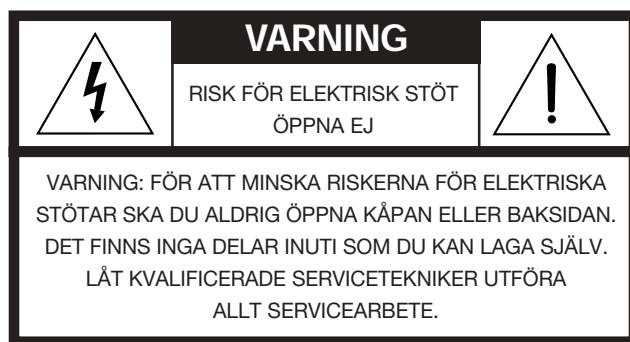 VARNING
RISK FÖR ELEKTRISK STÖT
ÖPPNA EJ
VARNING: FÖR ATT MINSKA RISKERNA FÖR ELEKTRISKA
STÖTAR SKA DU ALDRIG ÖPPNA KÅPAN ELLER BAKSIDAN.
DET FINNS INGA DELAR INUTI SOM DU KAN LAGA SJÄLV.
LÅT KVALIFICERADE SERVICETEKNIKER UTFÖRA
ALLT SERVICEARBETE.